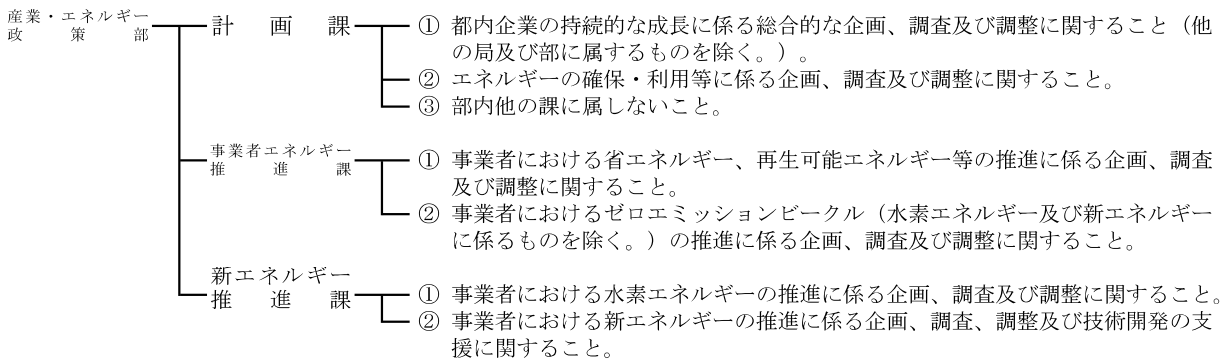 産業・エネルギー
政策部
計画課
① 都内企業の持続的な成長に係る総合的な企画、調査及び調整に関すること（他
の局及び部に属するものを除く。）。
② エネルギーの確保・利用等に係る企画、調査及び調整に関すること。
③ 部内他の課に属しないこと。
事業者エネルギー
推進課
① 事業者における省エネルギー、再生可能エネルギー等の推進に係る企画、調査
及び調整に関すること。
② 事業者におけるゼロエミッションビークル（水素エネルギー及び新エネルギー
に係るものを除く。）の推進に係る企画、調査及び調整に関すること。
新エネルギー
推進課
① 事業者における水素エネルギーの推進に係る企画、調査及び調整に関すること。
② 事業者における新エネルギーの推進に係る企画、調査、調整及び技術開発の支
援に関すること。